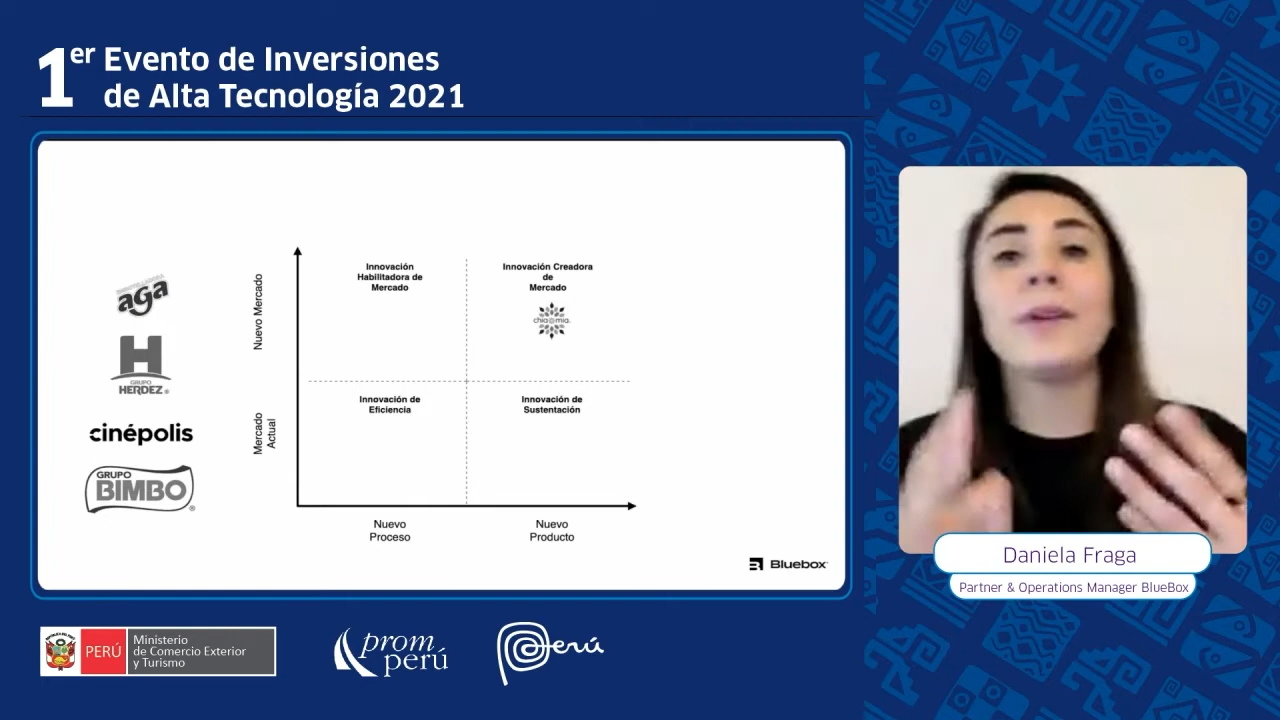 1er Evento de Inversiones
de Alta Tecnología 2021
aga
GRUPO
HERDEZ®
cinépolis
GRUPO
BIMBO®
Nuevo Mercado
Mercado
Actual
Innovación
Habilitadora de
Mercado
Innovación Creadora
de
Mercado
chia mia
Innovación de
Eficiencia
Innovación de
Sustentación
Nuevo
Proceso
Nuevo
Producto
Bluebox
Daniela Fraga
Partner & Operations Manager BlueBox
PERÚ
Ministerio
de Comercio Exterior
y Turismo
prom
perú
Perú